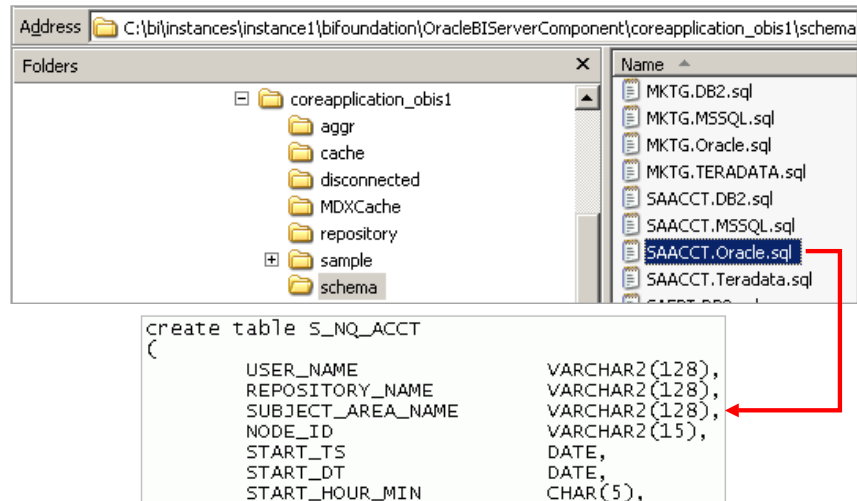 Address C:\bi\instances\instance1\bifoundation\OracleBIServerComponent\coreapplication_obis1\schema
Folders
coreapplication_obis1
aggr
cache
disconnected
MDXCache
repository
sample
schema
Name
MKTG.DB2.sql
MKTG.MSSQL.sql
MKTG.Oracle.sql
MKTG.TERADATA.sql
SAACCT.DB2.sql
SAACCT.MSSQL.sql
SAACCT.Oracle.sql
SAACCT.Teradata.sql
create table S_NQ_ACCT
(
USER_NAME VARCHAR2(128),
REPOSITORY_NAME VARCHAR2(128),
SUBJECT_AREA_NAME VARCHAR2(128),
NODE_ID VARCHAR2(15),
START_TS DATE,
START_DT DATE,
START_HOUR_MIN CHAR(5),